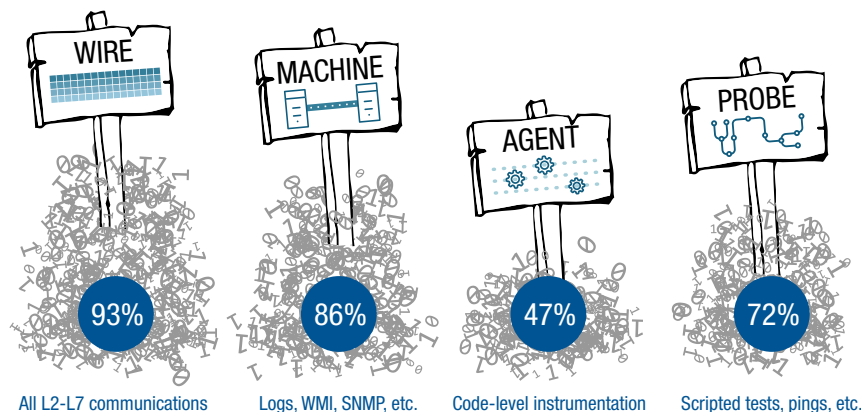 WIRE
MACHINE
AGENT
PROBE
93%
86%
47%
72%
All L2-L7 communications
Logs, WMI, SNMP, etc.
Code-level instrumentation
Scripted tests, pings, etc.